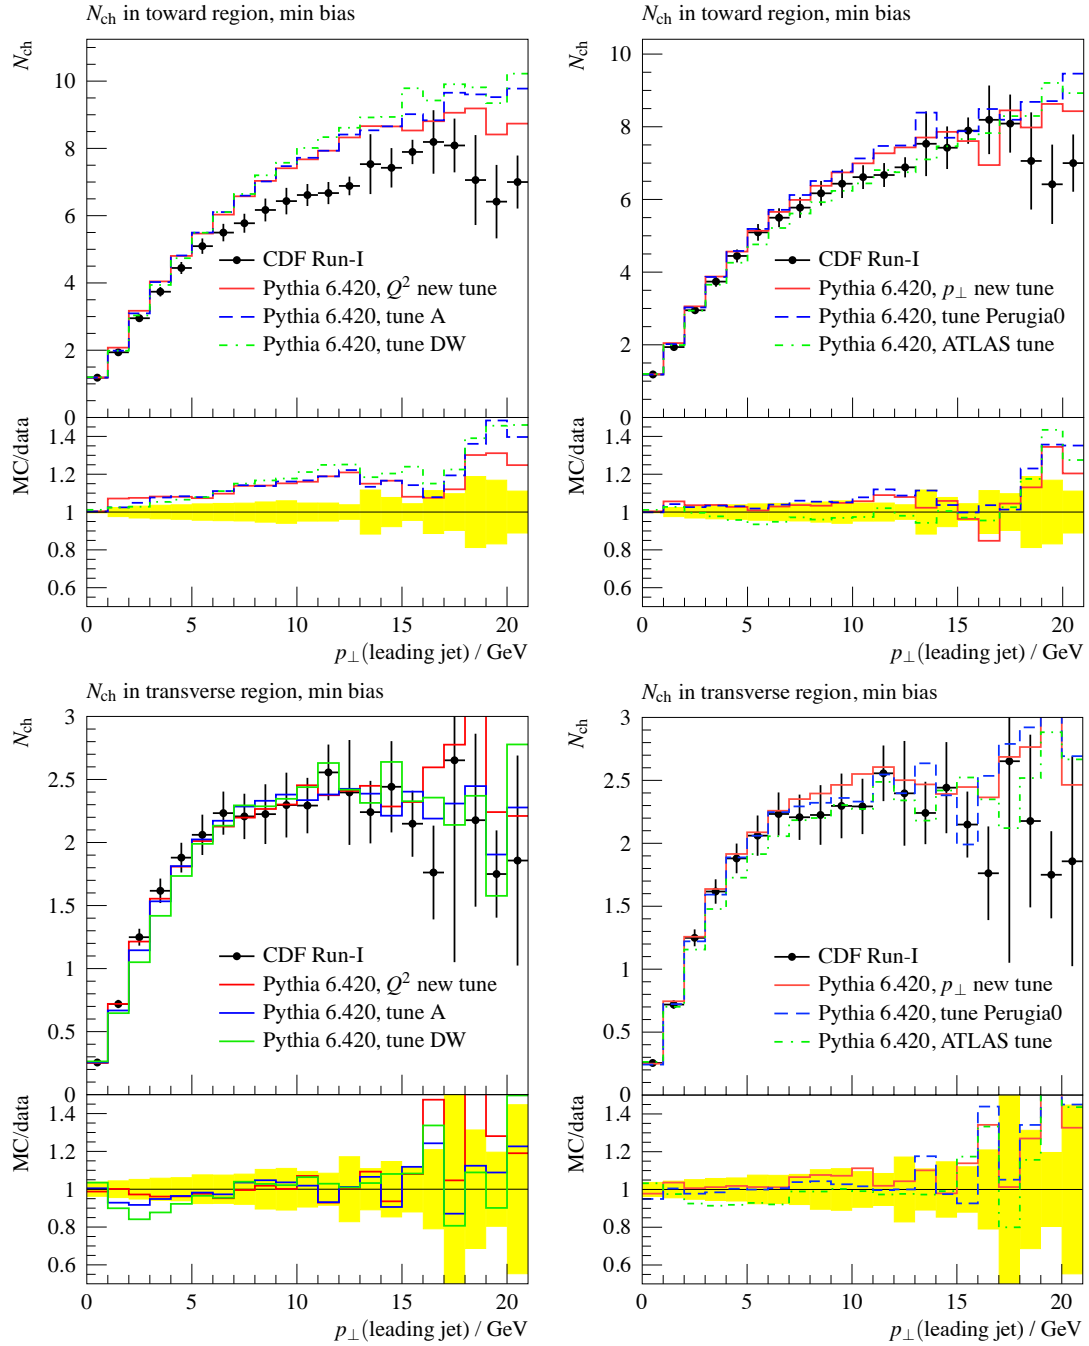 N_ch in toward region, min bias
N_ch
10
8
6
4
2
0
CDF Run-I
Pythia 6.420, Q² new tune
Pythia 6.420, tune A
Pythia 6.420, tune DW
MC/data
1.4
1.2
1
0.8
0.6
0 5 10 15 20
p⊥(leading jet) / GeV
N_ch in toward region, min bias
N_ch
10
8
6
4
2
0
CDF Run-I
Pythia 6.420, p⊥ new tune
Pythia 6.420, tune Perugia0
Pythia 6.420, ATLAS tune
MC/data
1.4
1.2
1
0.8
0.6
0 5 10 15 20
p⊥(leading jet) / GeV
N_ch in transverse region, min bias
N_ch
3
2.5
2
1.5
1
0.5
0
CDF Run-I
Pythia 6.420, Q² new tune
Pythia 6.420, tune A
Pythia 6.420, tune DW
MC/data
1.4
1.2
1
0.8
0.6
0 5 10 15 20
p⊥(leading jet) / GeV
N_ch in transverse region, min bias
N_ch
3
2.5
2
1.5
1
0.5
0
CDF Run-I
Pythia 6.420, p⊥ new tune
Pythia 6.420, tune Perugia0
Pythia 6.420, ATLAS tune
MC/data
1.4
1.2
1
0.8
0.6
0 5 10 15 20
p⊥(leading jet) / GeV